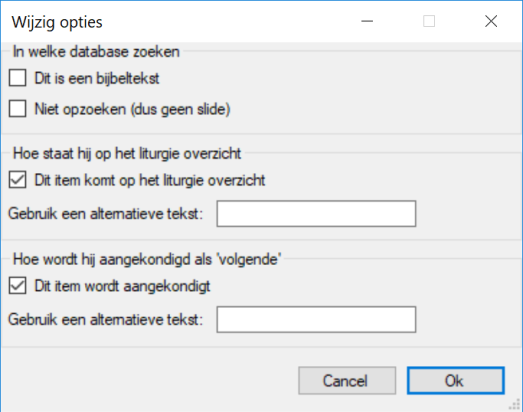 Wijzig opties
In welke database zoeken
Dit is een bijbeltekst
Niet opzoeken (dus geen slide)
Hoe staat hij op het liturgie overzicht
Dit item komt op het liturgie overzicht
Gebruik een alternatieve tekst:
Hoe wordt hij aangekondigd als 'volgende'
Dit item wordt aangekondigt
Gebruik een alternatieve tekst:
Cancel Ok